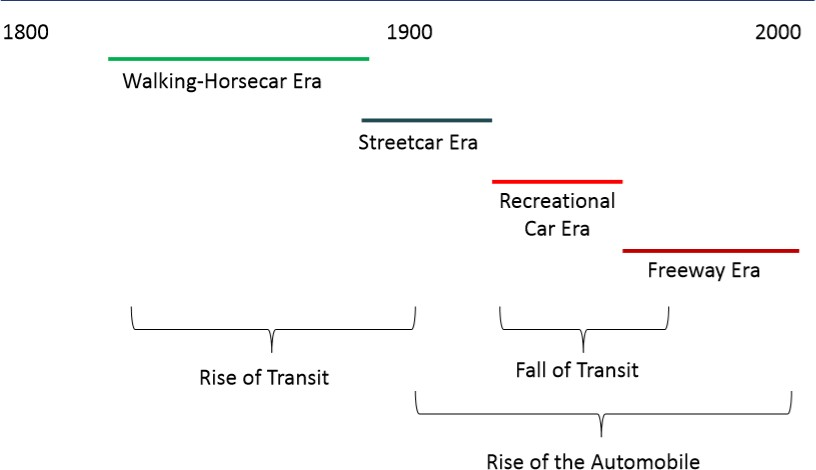 1800 1900 2000
Walking-Horsecar Era
Streetcar Era
Recreational
Car Era
Freeway Era
Rise of Transit
Fall of Transit
Rise of the Automobile